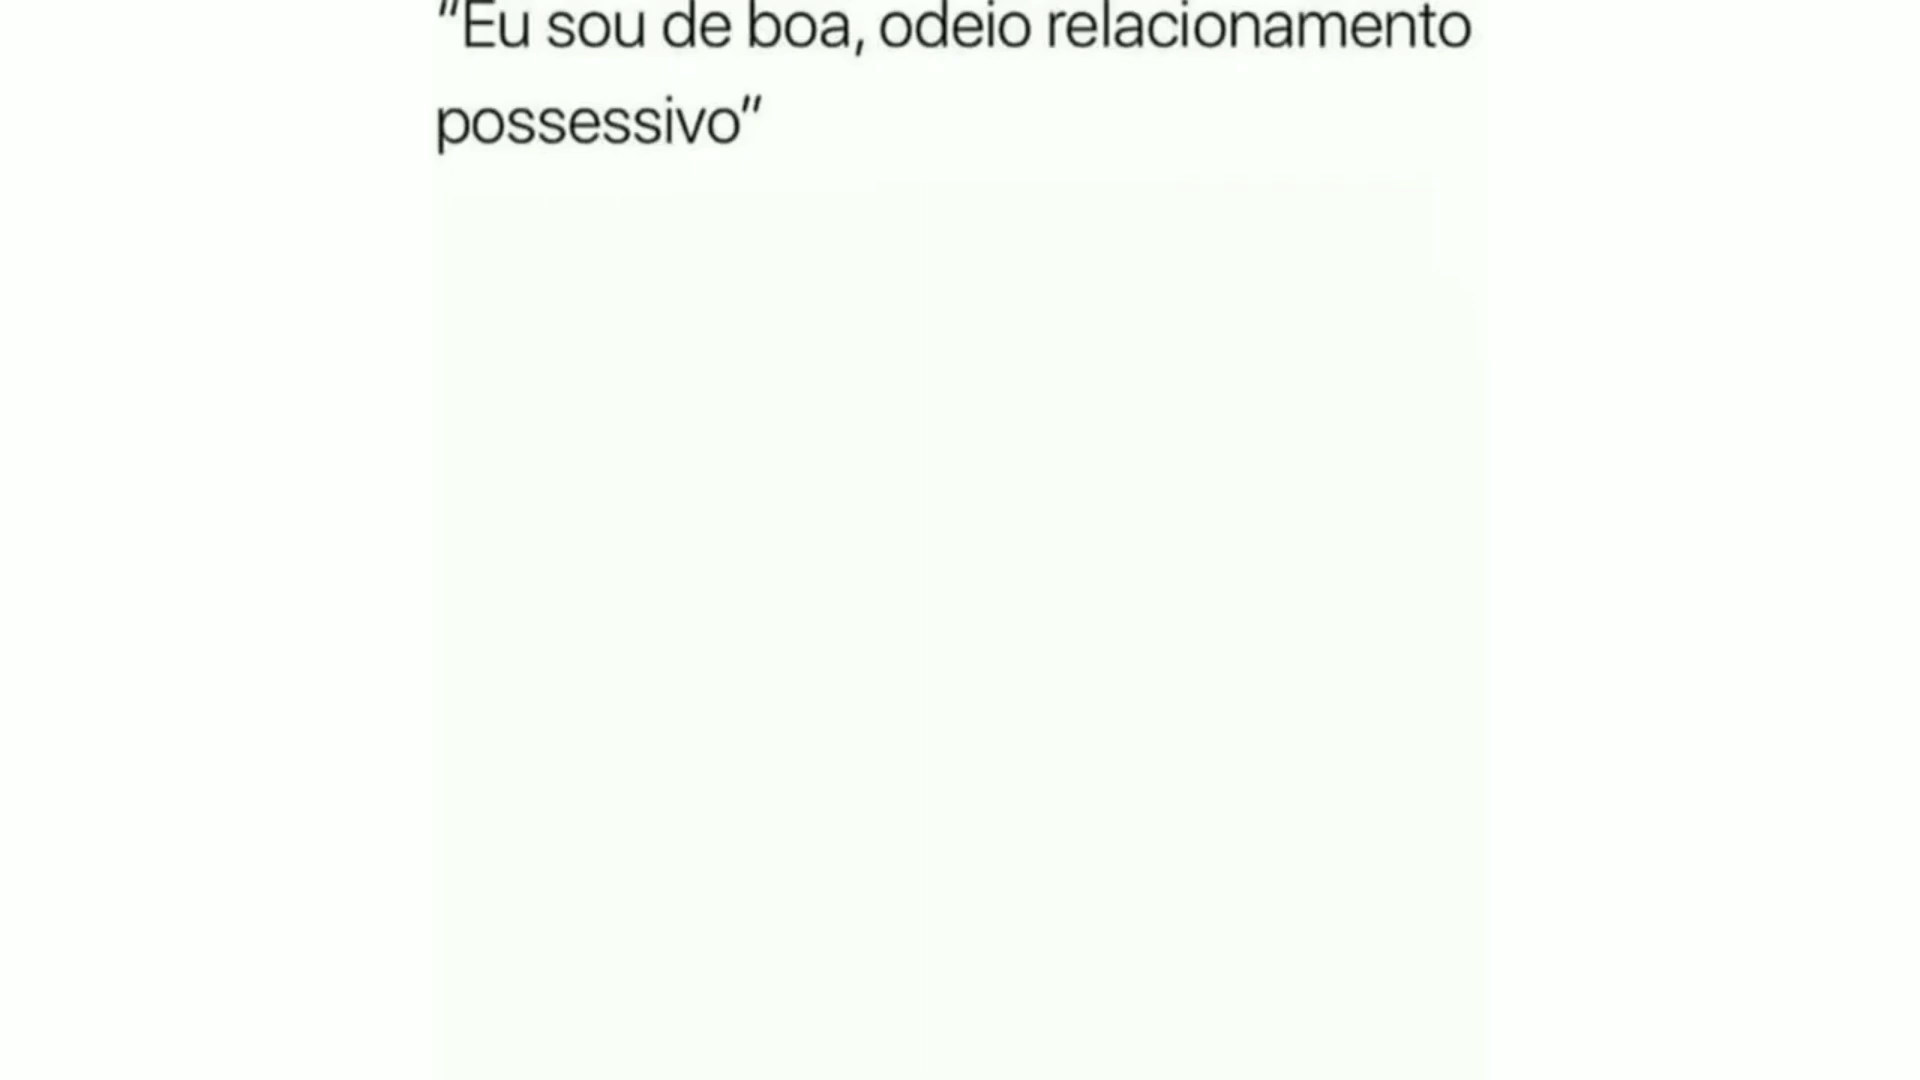 "Eu sou de boa, odeio relacionamento
possessivo"